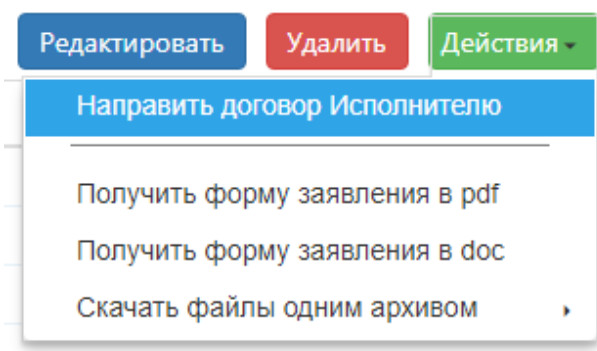 Редактировать Удалить Действия
Направить договор Исполнителю
Получить форму заявления в pdf
Получить форму заявления в doc
Скачать файлы одним архивом